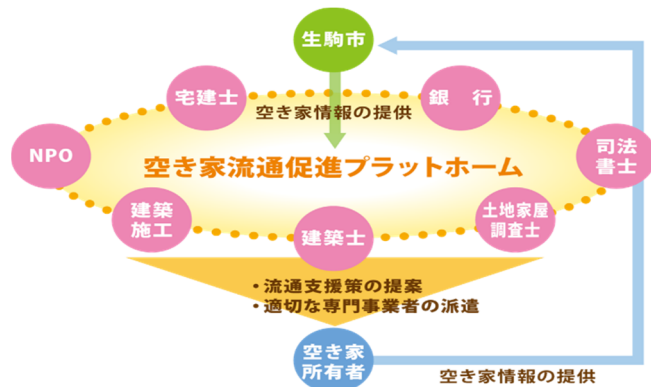 生駒市
宅建士
銀　行
空き家情報の提供
NPO
空き家流通促進プラットホーム
司法
書士
建築
施工
建築士
土地家屋
調査士
・流通支援策の提案
・適切な専門事業者の派遣
空き家
所有者
空き家情報の提供